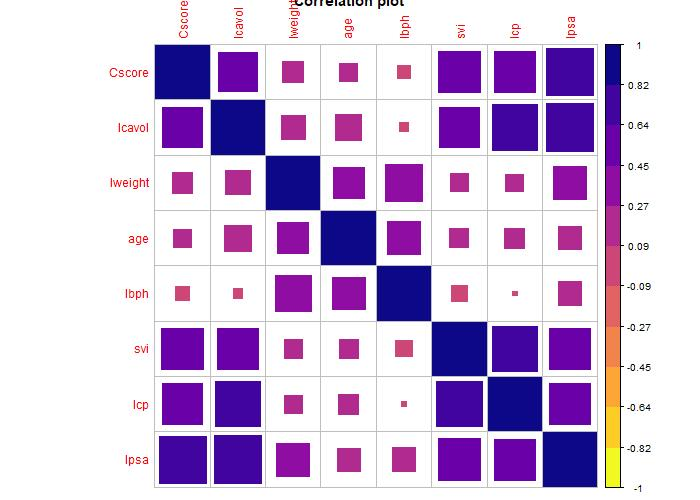 Correlation plot
Cscore lcavol lweight age lbph svi lcp lpsa
Cscore
lcavol
lweight
age
lbph
svi
lcp
lpsa
1
0.82
0.64
0.45
0.27
0.09
-0.09
-0.27
-0.45
-0.64
-0.82
-1